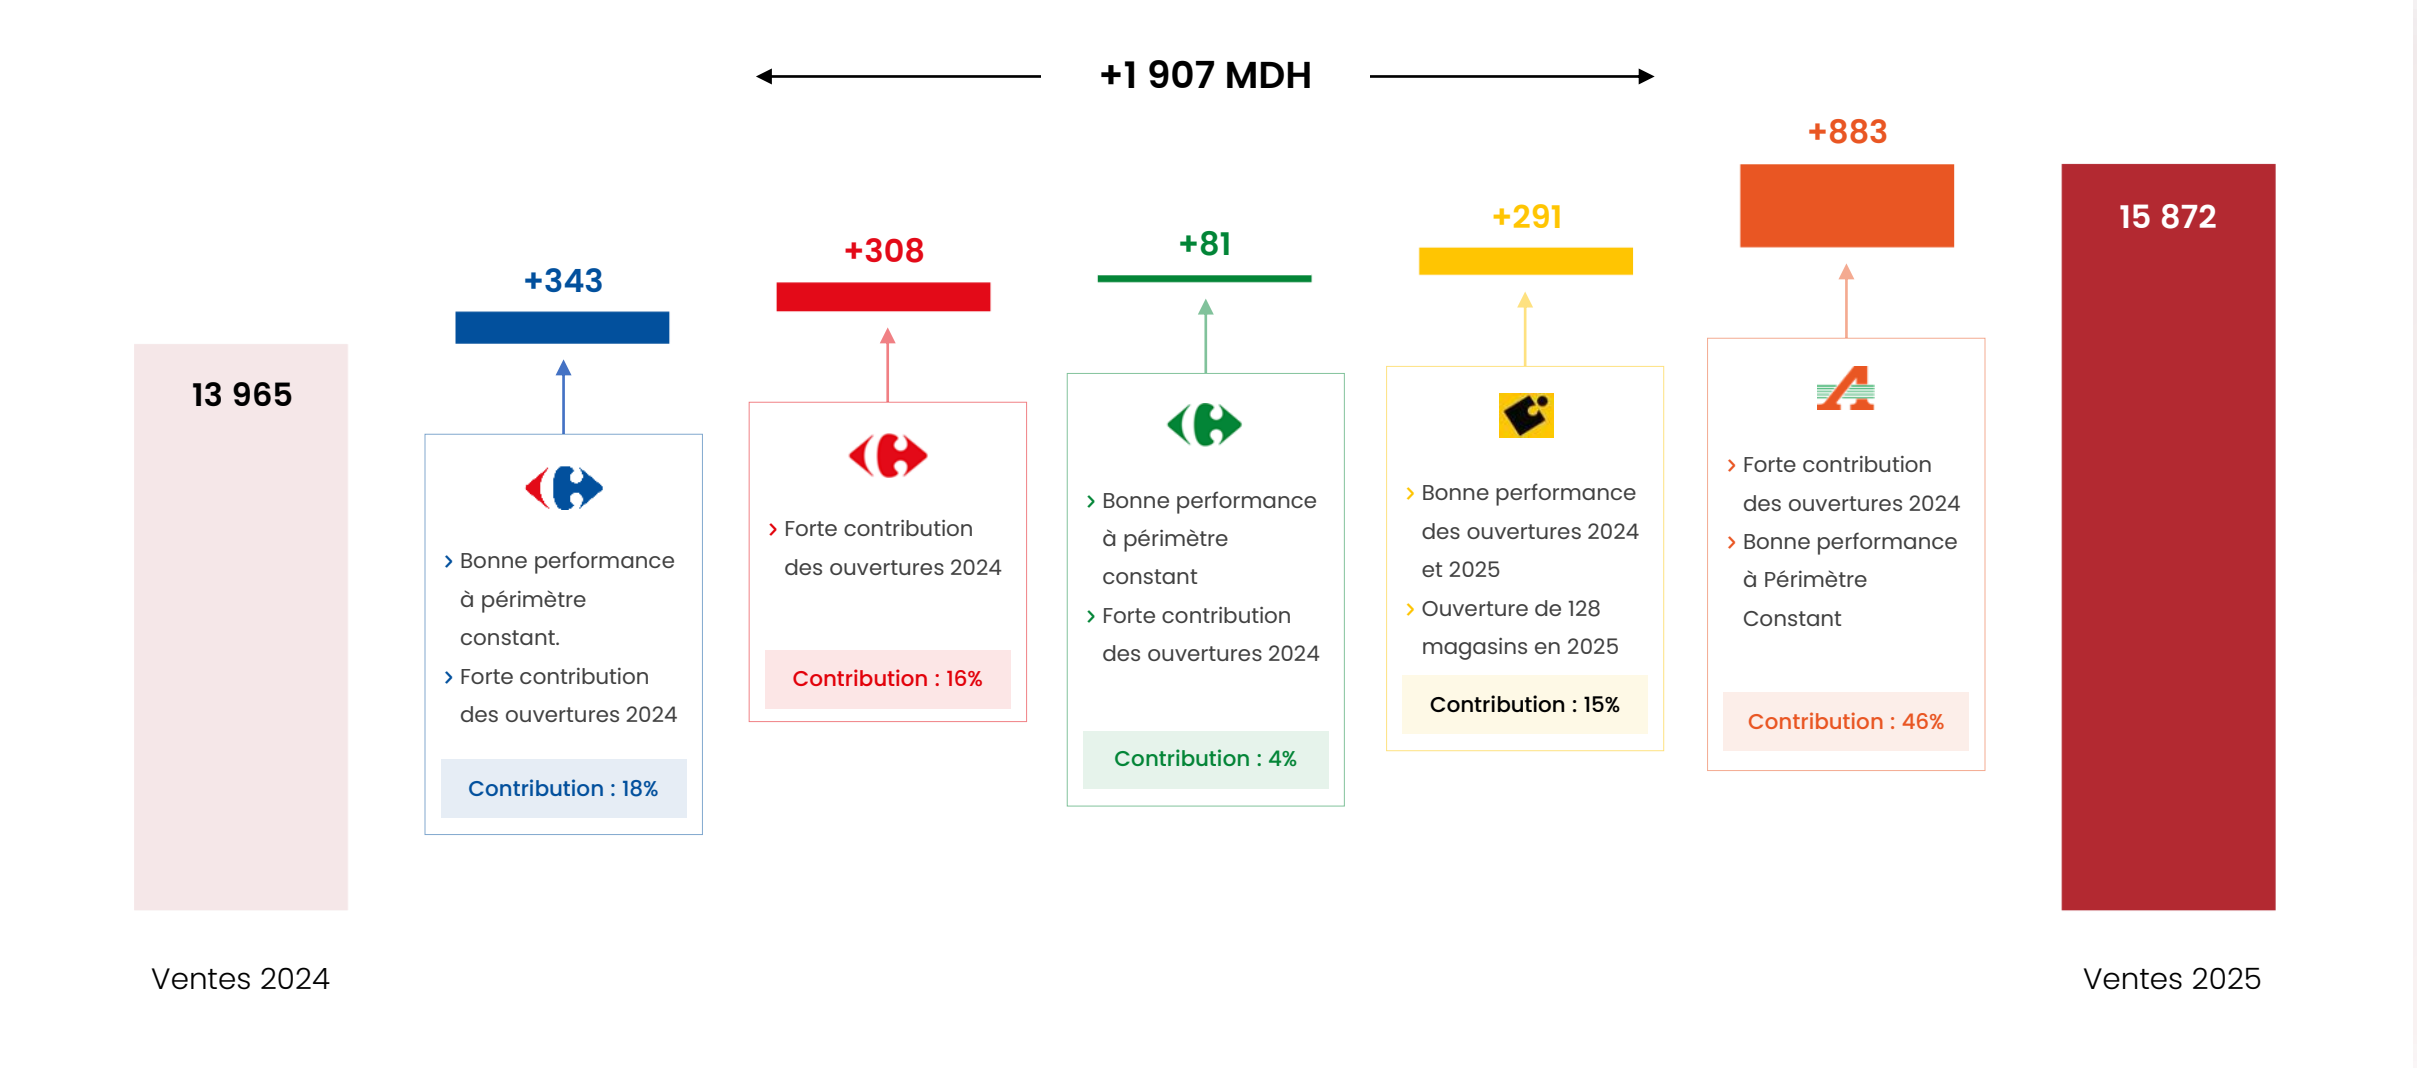 +1 907 MDH
13 965
Ventes 2024
+343
Bonne performance
à périmètre
constant.
Forte contribution
des ouvertures 2024
Contribution : 18%
+308
Forte contribution
des ouvertures 2024
Contribution : 16%
+81
Bonne performance
à périmètre
constant
Forte contribution
des ouvertures 2024
Contribution : 4%
+291
Bonne performance
des ouvertures 2024
et 2025
Ouverture de 128
magasins en 2025
Contribution : 15%
+883
Forte contribution
des ouvertures 2024
Bonne performance
à Périmètre
Constant
Contribution : 46%
15 872
Ventes 2025